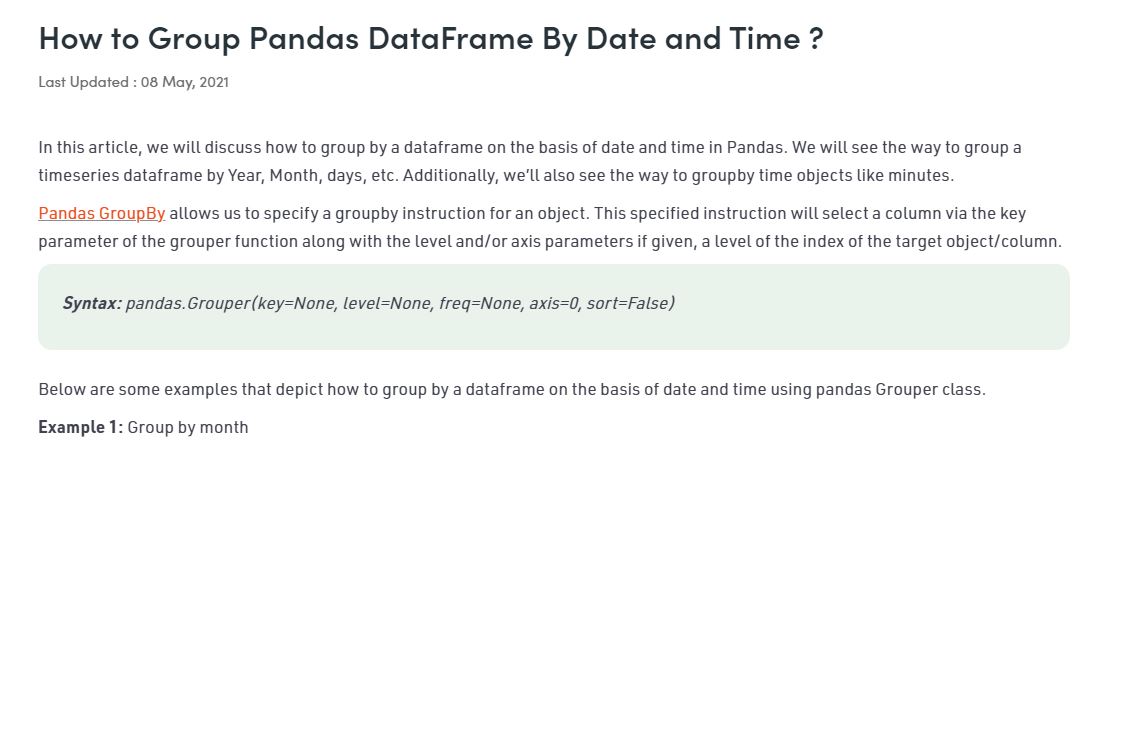 How to Group Pandas DataFrame By Date and Time ?
Last Updated : 08 May, 2021
In this article, we will discuss how to group by a dataframe on the basis of date and time in Pandas. We will see the way to group a
timeseries dataframe by Year, Month, days, etc. Additionally, we’ll also see the way to groupby time objects like minutes.
Pandas GroupBy allows us to specify a groupby instruction for an object. This specified instruction will select a column via the key
parameter of the grouper function along with the level and/or axis parameters if given, a level of the index of the target object/column.
Syntax: pandas.Grouper(key=None, level=None, freq=None, axis=0, sort=False)
Below are some examples that depict how to group by a dataframe on the basis of date and time using pandas Grouper class.
Example 1: Group by month